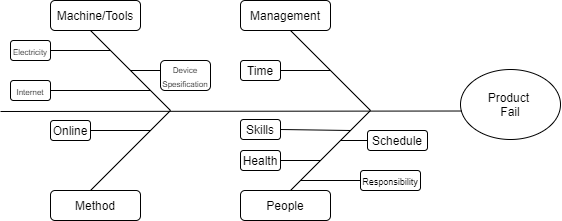 Machine/Tools
Management
Electricity
Device
Spesification
Time
Internet
Product
Fail
Online
Skills
Schedule
Health
Responsibility
Method
People